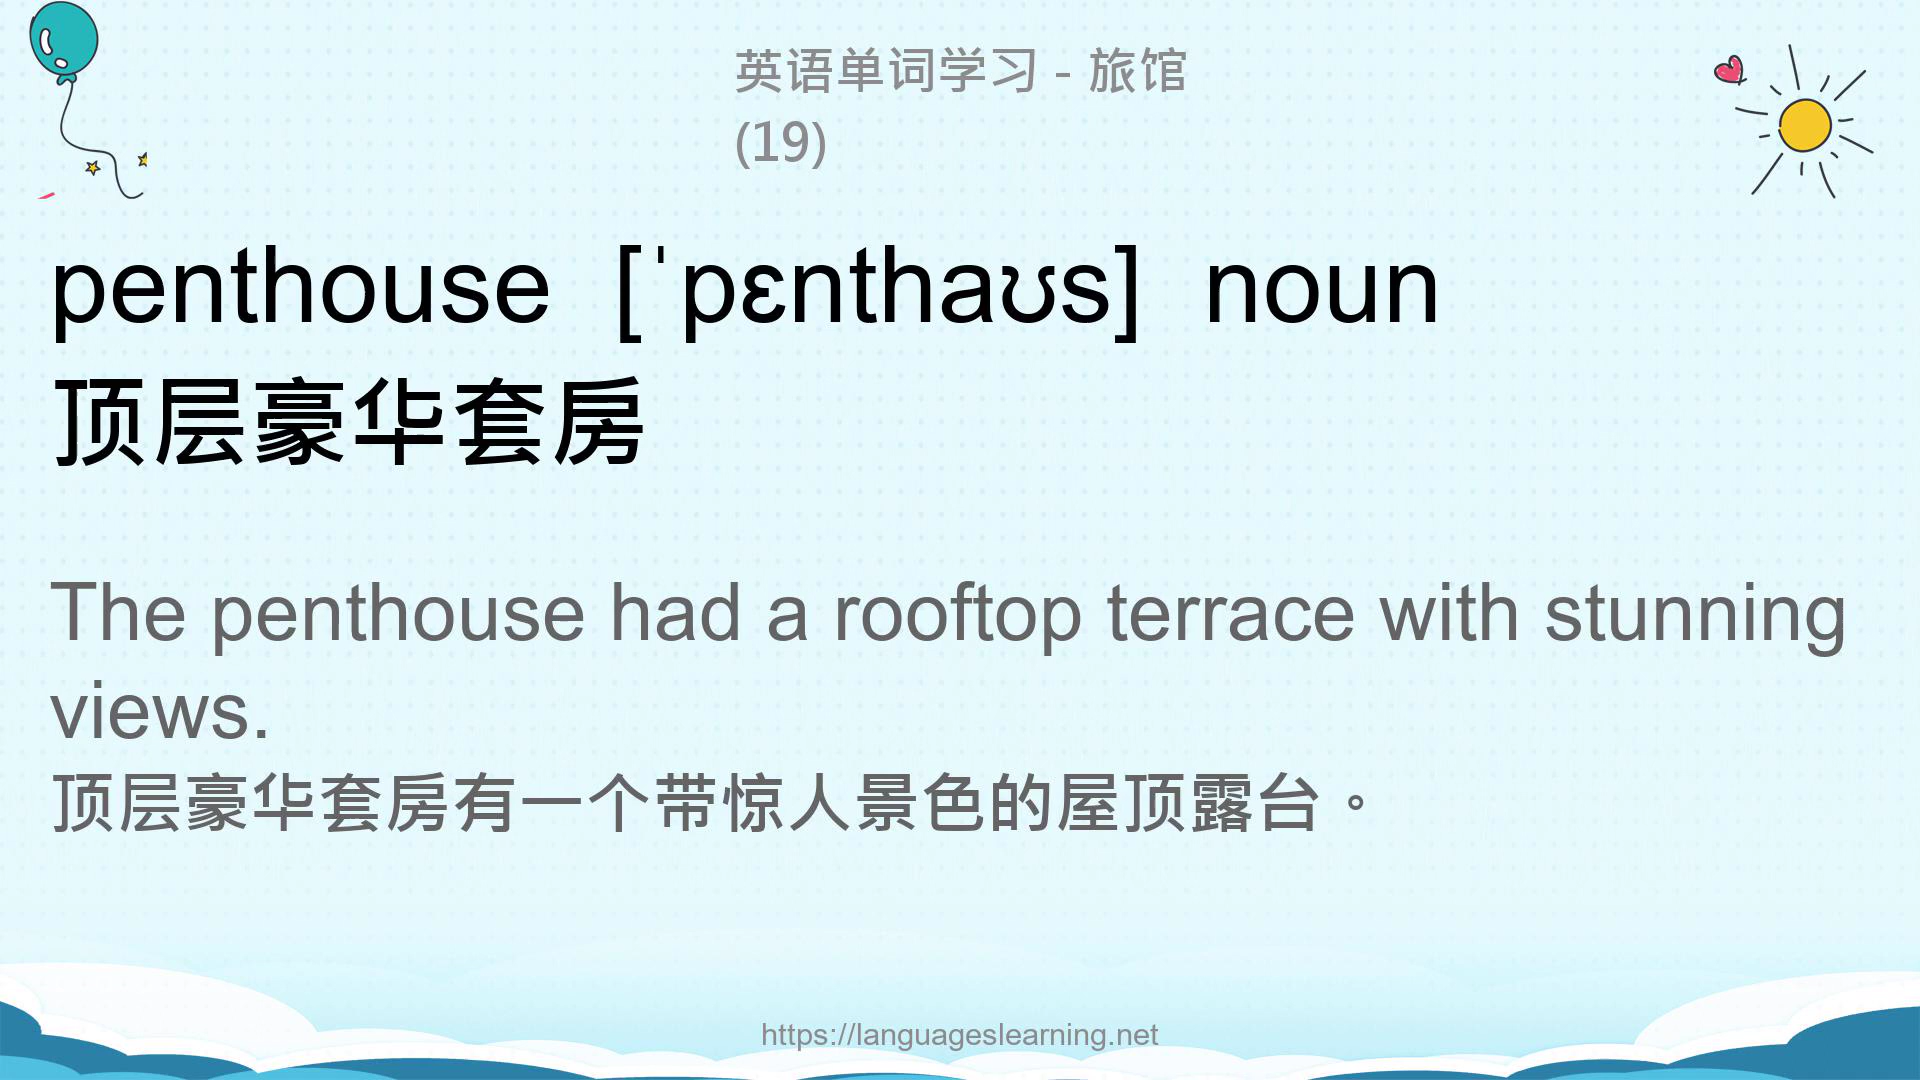 英语单词学习 - 旅馆
(19)
penthouse [ˈpɛnthaʊs] noun
顶层豪华套房
The penthouse had a rooftop terrace with stunning
views.
顶层豪华套房有一个带惊人景色的屋顶露台。
https://languageslearning.net